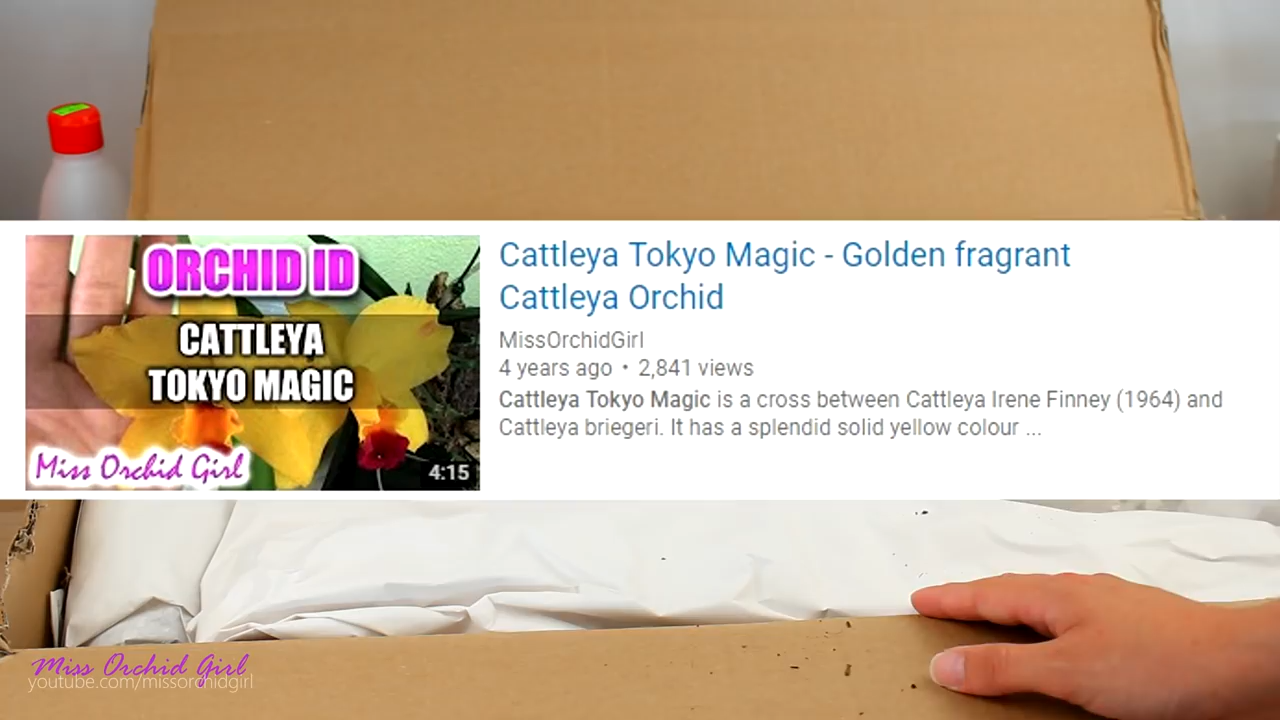 ORCHID ID
CATTLEYA
TOKYO MAGIC
Miss Orchid Girl
4:15
Cattleya Tokyo Magic - Golden fragrant
Cattleya Orchid
MissOrchidGirl
4 years ago • 2,841 views
Cattleya Tokyo Magic is a cross between Cattleya Irene Finney (1964) and
Cattleya briegeri. It has a splendid solid yellow colour ...
Miss Orchid Girl
youtube.com/missorchidgirl